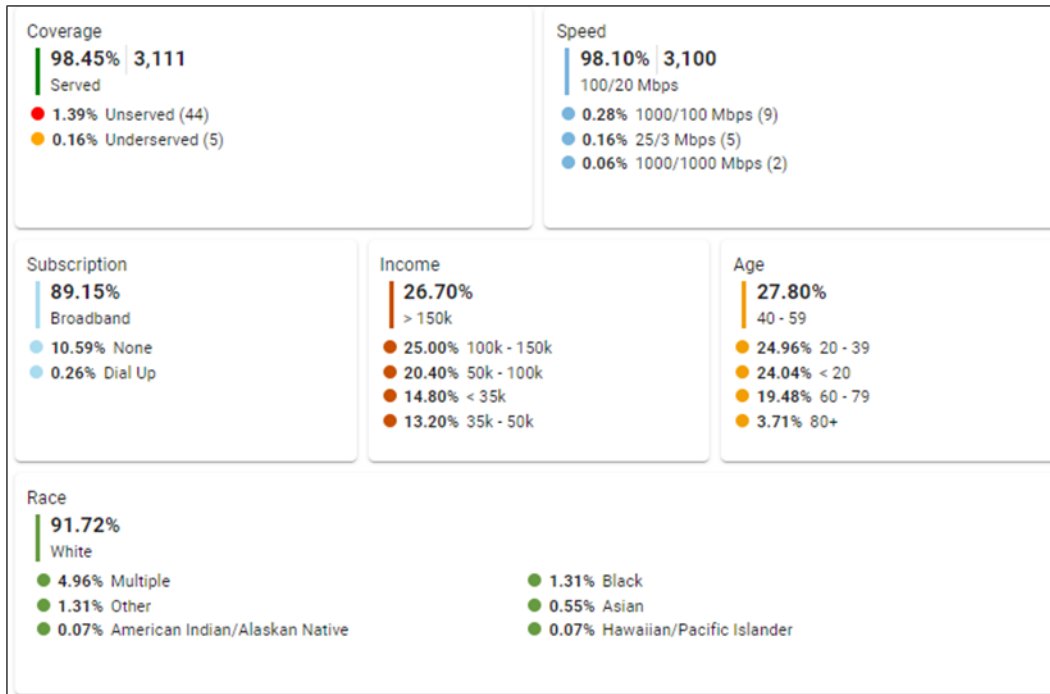 Coverage
98.45% 3,111
Served
1.39% Unserved (44)
0.16% Underserved (5)
Speed
98.10% 3,100
100/20 Mbps
0.28% 1000/100 Mbps (9)
0.16% 25/3 Mbps (5)
0.06% 1000/1000 Mbps (2)
Subscription
89.15%
Broadband
10.59% None
0.26% Dial Up
Income
26.70%
> 150k
25.00% 100k - 150k
20.40% 50k - 100k
14.80% < 35k
13.20% 35k - 50k
Age
27.80%
40 - 59
24.96% 20 - 39
24.04% < 20
19.48% 60 - 79
3.71% 80+
Race
91.72%
White
4.96% Multiple
1.31% Other
0.07% American Indian/Alaskan Native
1.31% Black
0.55% Asian
0.07% Hawaiian/Pacific Islander